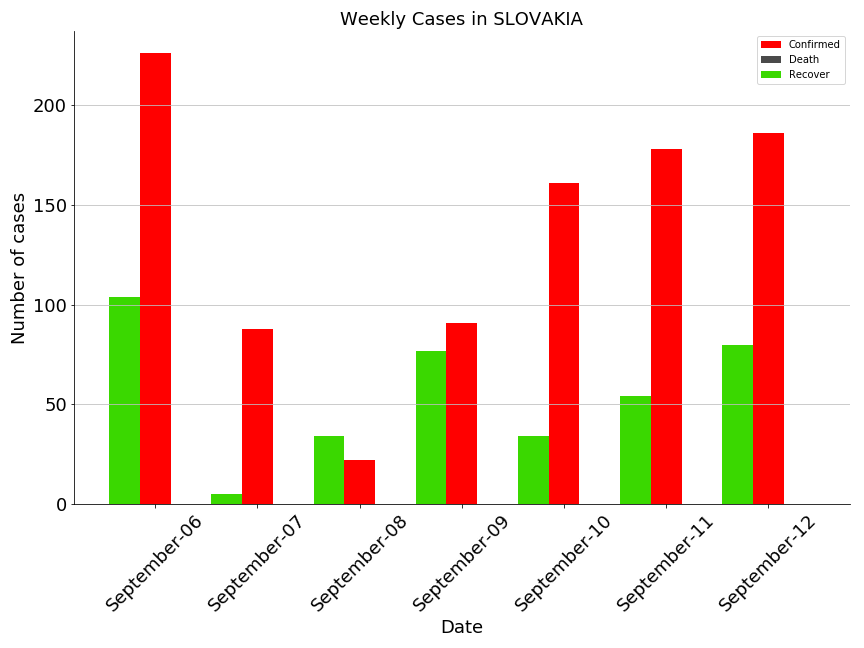 Weekly Cases in SLOVAKIA
Confirmed
Death
Recover
Number of cases
200
150
100
50
0
September-06
September-07
September-08
September-09
September-10
September-11
September-12
Date